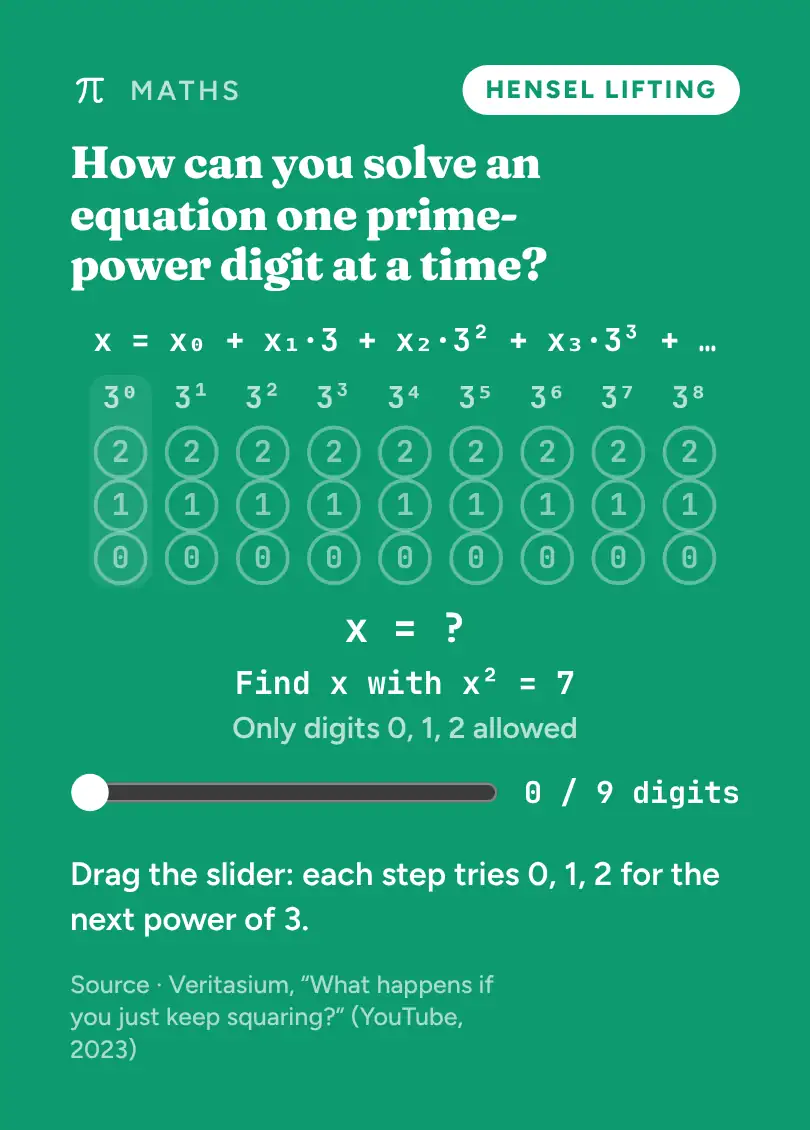 π MATHS
HENSEL LIFTING
How can you solve an
equation one prime-
power digit at a time?
x = x₀ + x₁·3 + x₂·3² + x₃·3³ + …
3⁰ 3¹ 3² 3³ 3⁴ 3⁵ 3⁶ 3⁷ 3⁸
2 2 2 2 2 2 2 2 2
1 1 1 1 1 1 1 1 1
0 0 0 0 0 0 0 0 0
x = ?
Find x with x² = 7
Only digits 0, 1, 2 allowed
0 / 9 digits
Drag the slider: each step tries 0, 1, 2 for the
next power of 3.
Source · Veritasium, “What happens if
you just keep squaring?” (YouTube,
2023)